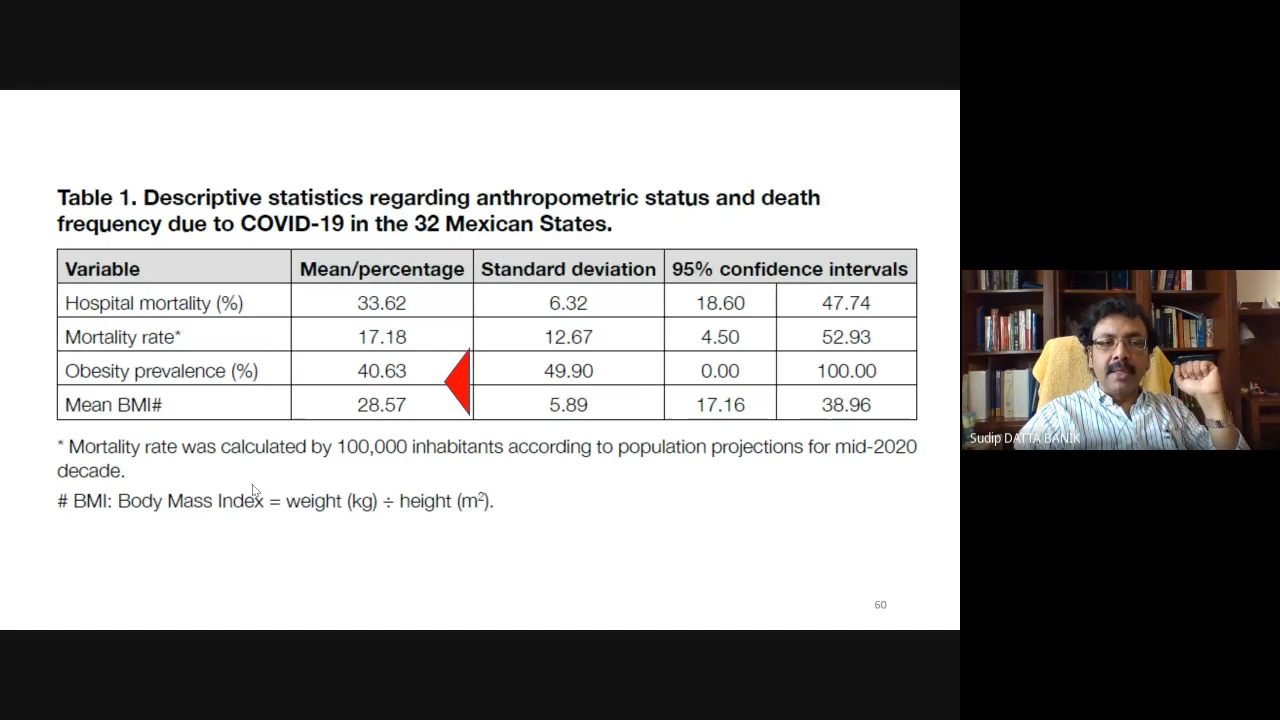 Table 1. Descriptive statistics regarding anthropometric status and death
frequency due to COVID-19 in the 32 Mexican States.
Variable Mean/percentage Standard deviation 95% confidence intervals
Hospital mortality (%) 33.62 6.32 18.60 47.74
Mortality rate* 17.18 12.67 4.50 52.93
Obesity prevalence (%) 40.63 49.90 0.00 100.00
Mean BMI# 28.57 5.89 17.16 38.96
* Mortality rate was calculated by 100,000 inhabitants according to population projections for mid-2020
decade.
# BMI: Body Mass Index = weight (kg) ÷ height (m²).
60
Sudip DATTA BANIK